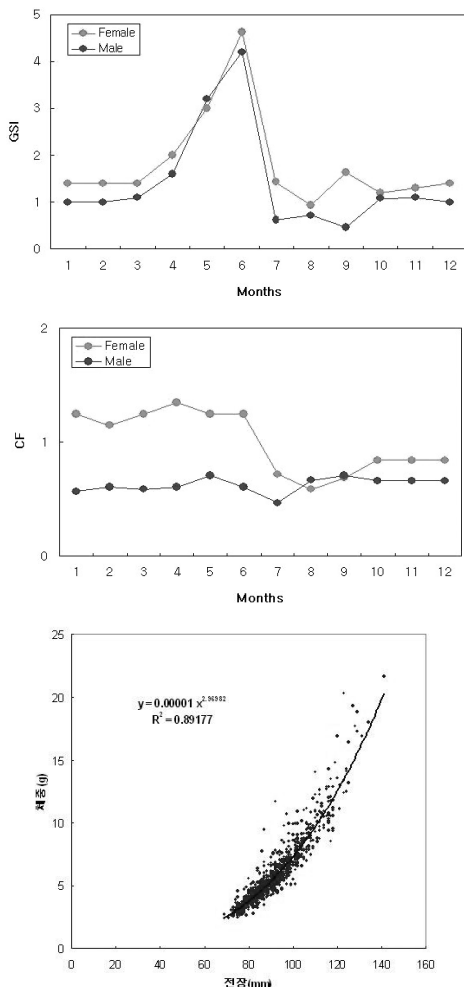 5
Female
Male
4
3
GSI
2
1
0
1 2 3 4 5 6 7 8 9 10 11 12
Months
2
Female
Male
CF
1
0
1 2 3 4 5 6 7 8 9 10 11 12
Months
25
y = 0.00001 x^2.96982
R² = 0.89177
20
15
체중(g)
10
5
0
0 20 40 60 80 100 120 140 160
전장(mm)